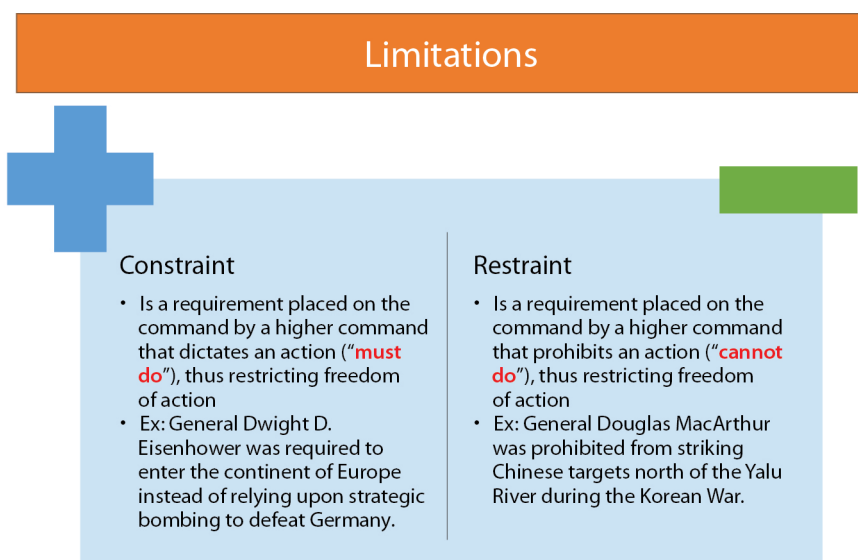 Limitations
Constraint
• Is a requirement placed on the
command by a higher command
that dictates an action (“must
do”), thus restricting freedom
of action
• Ex: General Dwight D.
Eisenhower was required to
enter the continent of Europe
instead of relying upon strategic
bombing to defeat Germany.
Restraint
• Is a requirement placed on the
command by a higher command
that prohibits an action (“cannot
do”), thus restricting freedom
of action
• Ex: General Douglas MacArthur
was prohibited from striking
Chinese targets north of the Yalu
River during the Korean War.